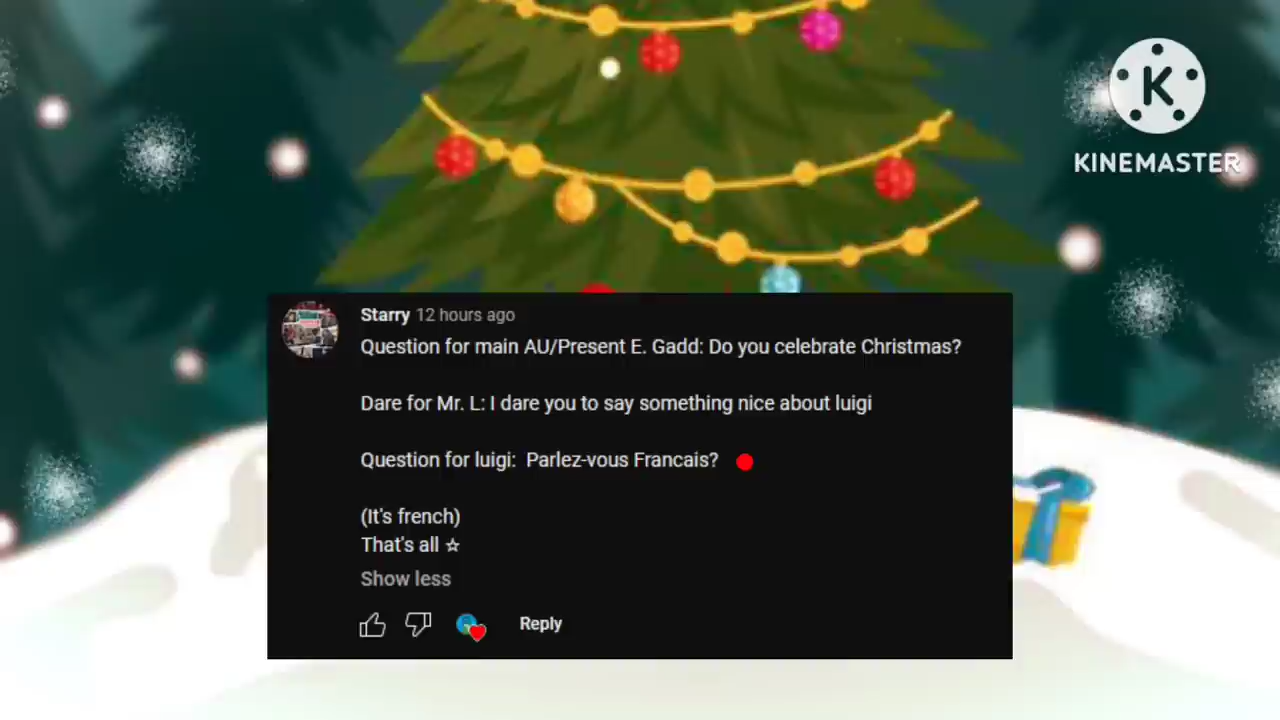 K
KINEMASTER
Starry 12 hours ago
Question for main AU/Present E. Gadd: Do you celebrate Christmas?
Dare for Mr. L: I dare you to say something nice about luigi
Question for luigi:  Parlez-vous Francais?
(It's french)
That's all ☆
Show less
Reply